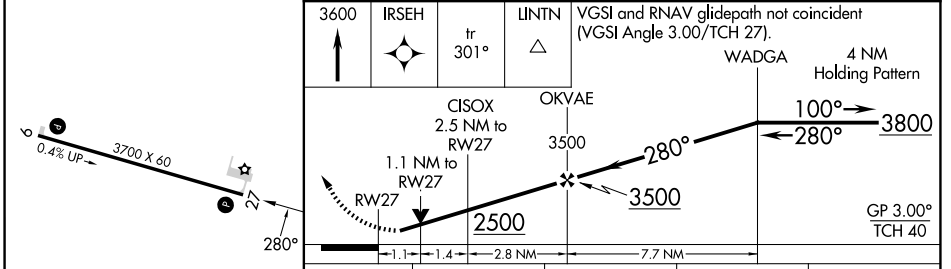 3600
IRSEH
tr
301°
LINTN
VGSI and RNAV glidepath not coincident
(VGSI Angle 3.00/TCH 27).
WADGA
4 NM
Holding Pattern
OKVAE
CISOX
2.5 NM to
RW27
3500
100°
280°
3800
280°
1.1 NM to
RW27
RW27
3500
2500
GP 3.00°
TCH 40
1.1
1.4
2.8 NM
7.7 NM
9
P
0.4% UP
3700 X 60
P
27
280°